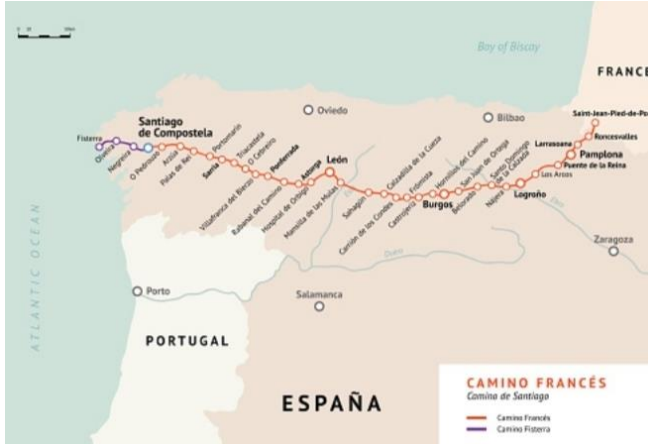 Bay of Biscay
FRANCE
Saint-Jean-Pied-de-Po
Roncesvalles
Larrasoana
Pamplona
Puente de la Reina
Los Arcos
Logroño
Nájera
Santo Domingo
de la Calzada
Belorado
San Juan de Ortega
Burgos
Hornillos del Camino
Castrojeriz
Frómista
Carrión de los Condes
Calzadilla de la Cueza
Sahagún
Mansilla de las Mulas
León
Hospital de Órbigo
Astorga
Rabanal del Camino
Ponferrada
Villafranca del Bierzo
O Cebreiro
Triacastela
Sarria
Portomarín
Palas de Rei
Arzúa
O Pedrouzo
Santiago
de Compostela
Negreira
Olveiroa
Fisterra
Oviedo
Bilbao
Zaragoza
Ebro
Duero
Porto
Salamanca
ATLANTIC OCEAN
PORTUGAL
ESPAÑA
CAMINO FRANCÉS
Camino de Santiago
Camino Francés
Camino Fisterra